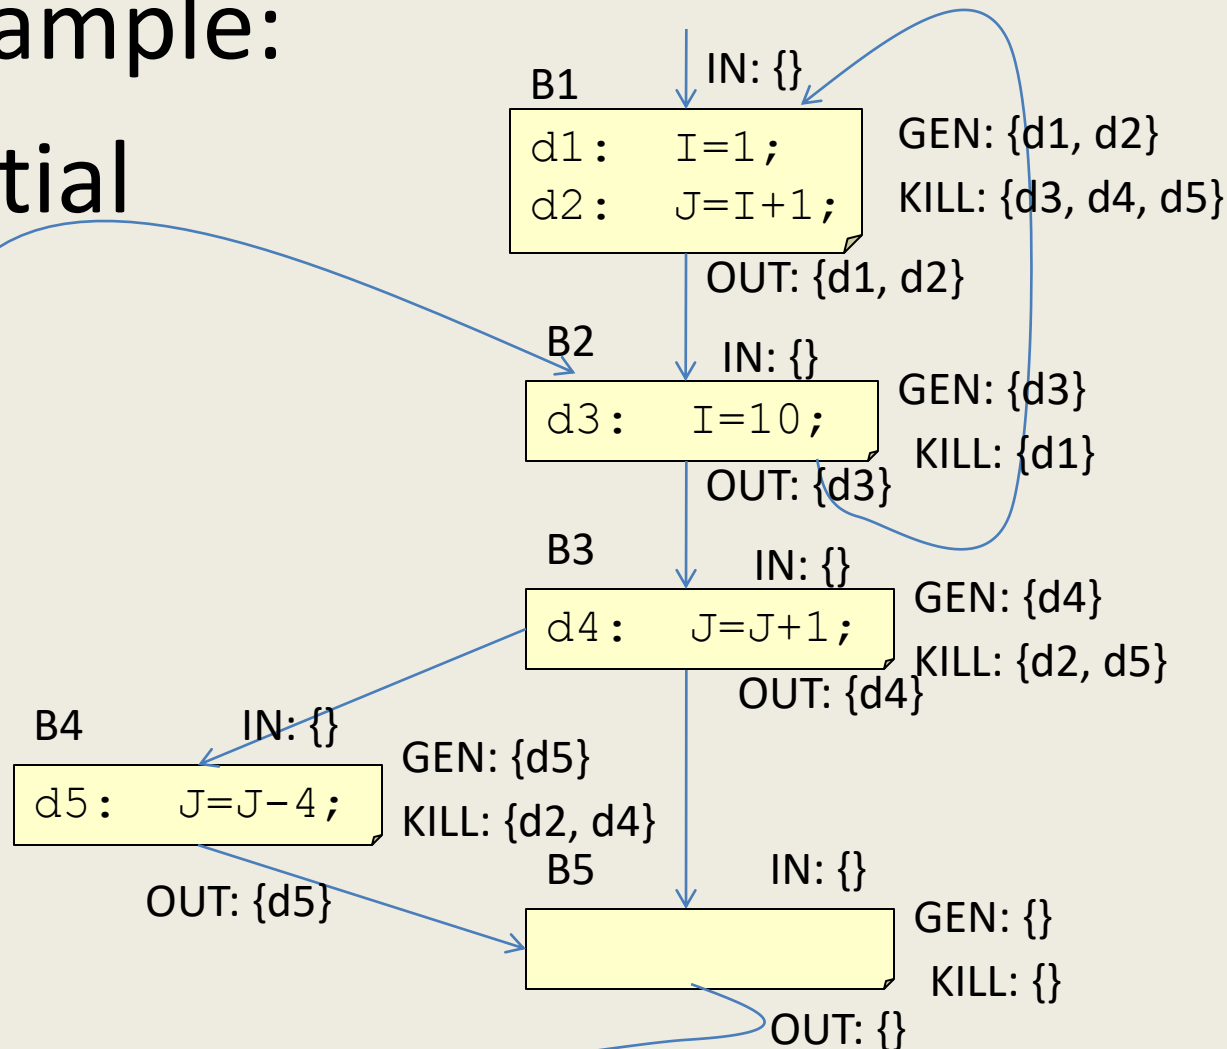 ample:
tial
B1
IN: {}
d1: I=1;
d2: J=I+1;
GEN: {d1, d2}
KILL: {d3, d4, d5}
OUT: {d1, d2}
B2
IN: {}
d3: I=10;
GEN: {d3}
KILL: {d1}
OUT: {d3}
B3
IN: {}
d4: J=J+1;
GEN: {d4}
KILL: {d2, d5}
OUT: {d4}
B4
IN: {}
d5: J=J-4;
GEN: {d5}
KILL: {d2, d4}
OUT: {d5}
B5
IN: {}
GEN: {}
KILL: {}
OUT: {}